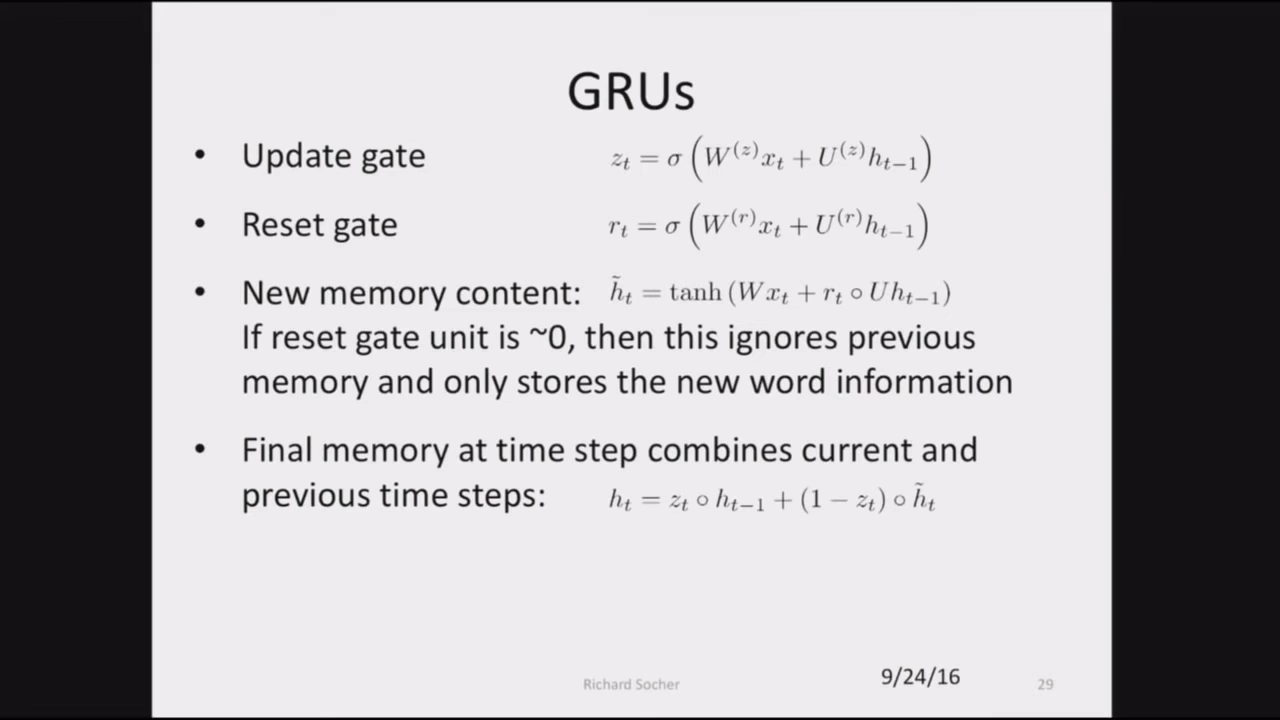 GRUs
• Update gate z_t = σ(W^(z) x_t + U^(z) h_{t−1})
• Reset gate r_t = σ(W^(r) x_t + U^(r) h_{t−1})
• New memory content: h̃_t = tanh(W x_t + r_t ∘ U h_{t−1})
If reset gate unit is ~0, then this ignores previous
memory and only stores the new word information
• Final memory at time step combines current and
previous time steps: h_t = z_t ∘ h_{t−1} + (1 − z_t) ∘ h̃_t
Richard Socher 9/24/16 29